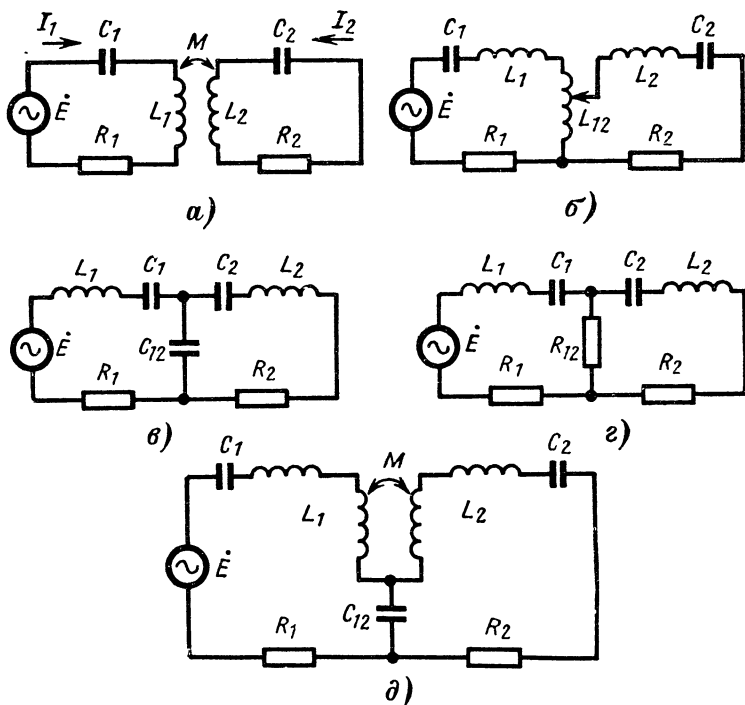 I1 C1 M C2 I2
Ė L1 L2
R1 R2
а)
C1 L1 L2 C2
Ė L12
R1 R2
б)
L1 C1 C2 L2
Ė C12
R1 R2
в)
L1 C1 C2 L2
Ė R12
R1 R2
г)
C1 M C2
L1 L2
Ė C12
R1 R2
д)